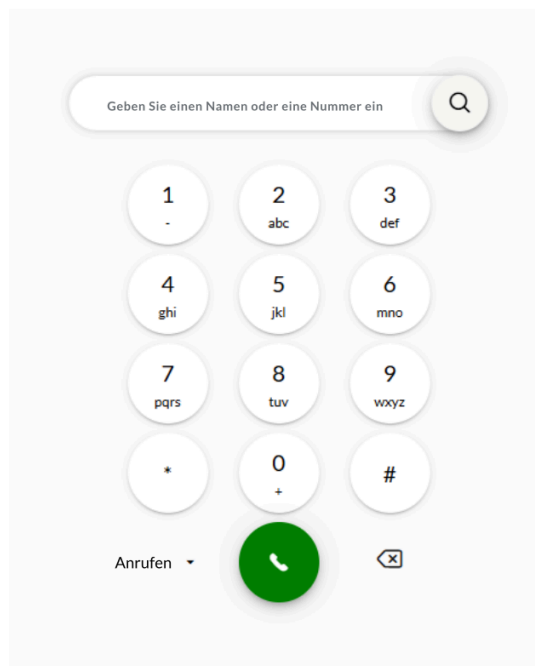 Geben Sie einen Namen oder eine Nummer ein
1 2 3
- abc def
4 5 6
ghi jkl mno
7 8 9
pqrs tuv wxyz
* 0 #
+
Anrufen